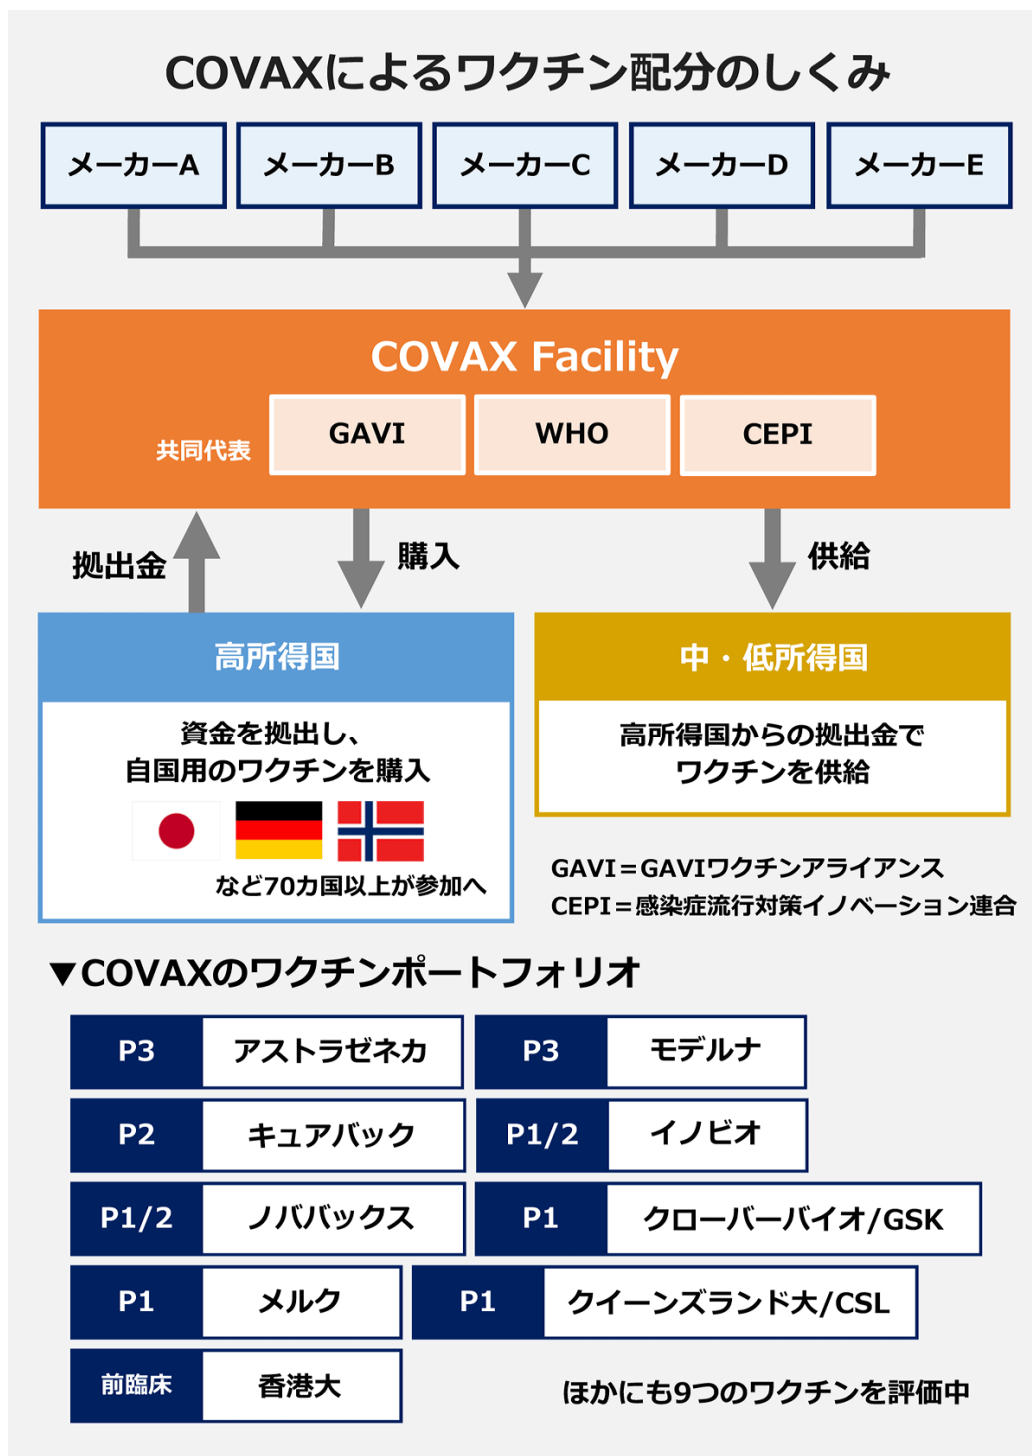 COVAXによるワクチン配分のしくみ
メーカーA
メーカーB
メーカーC
メーカーD
メーカーE
COVAX Facility
共同代表
GAVI
WHO
CEPI
拠出金
購入
供給
高所得国
資金を拠出し、
自国用のワクチンを購入
など70カ国以上が参加へ
中・低所得国
高所得国からの拠出金で
ワクチンを供給
GAVI＝GAVIワクチンアライアンス
CEPI＝感染症流行対策イノベーション連合
▼COVAXのワクチンポートフォリオ
P3 アストラゼネカ
P3 モデルナ
P2 キュアバック
P1/2 イノビオ
P1/2 ノババックス
P1 クローバーバイオ/GSK
P1 メルク
P1 クイーンズランド大/CSL
前臨床 香港大
ほかにも9つのワクチンを評価中